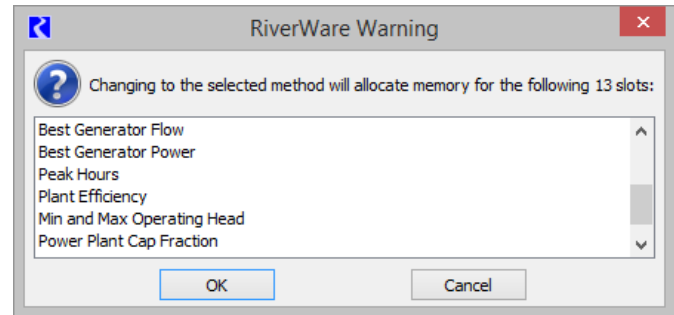 RiverWare Warning
Changing to the selected method will allocate memory for the following 13 slots:
Best Generator Flow
Best Generator Power
Peak Hours
Plant Efficiency
Min and Max Operating Head
Power Plant Cap Fraction
OK
Cancel